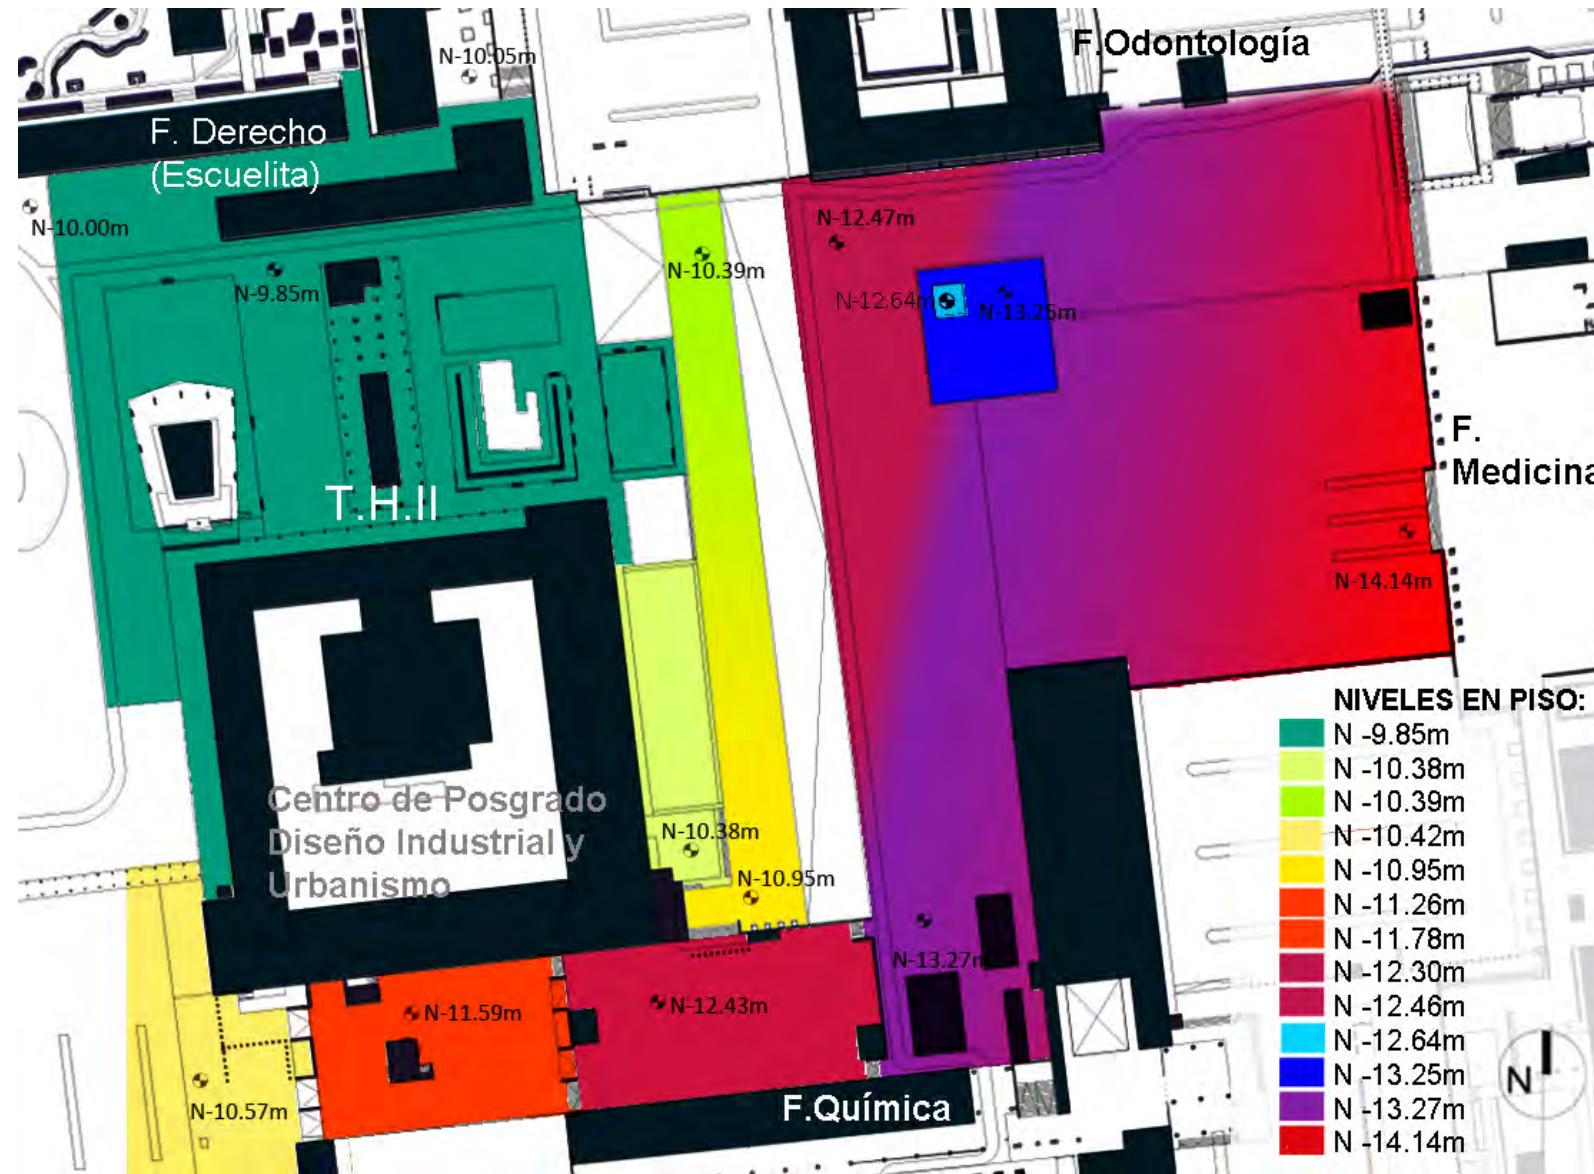 N-10.05m
F.Odontología
F. Derecho
(Escuelita)
N-10.00m
N-12.47m
N-10.39m
N-9.85m
N-12.64m
N-13.25m
F.
Medicina
T.H.II
N-14.14m
NIVELES EN PISO:
N -9.85m
N -10.38m
N -10.39m
N -10.42m
N -10.95m
N -11.26m
N -11.78m
N -12.30m
N -12.46m
N -12.64m
N -13.25m
N -13.27m
N -14.14m
Centro de Posgrado
Diseño Industrial y
Urbanismo
N-10.38m
N-10.95m
N-13.27m
N-11.59m
N-12.43m
N-10.57m
F.Química
N